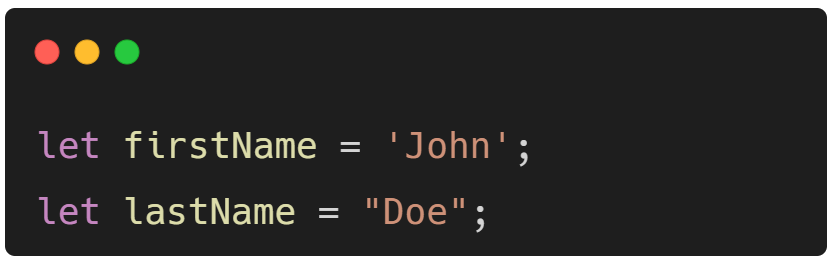 let firstName = 'John';
let lastName = "Doe";